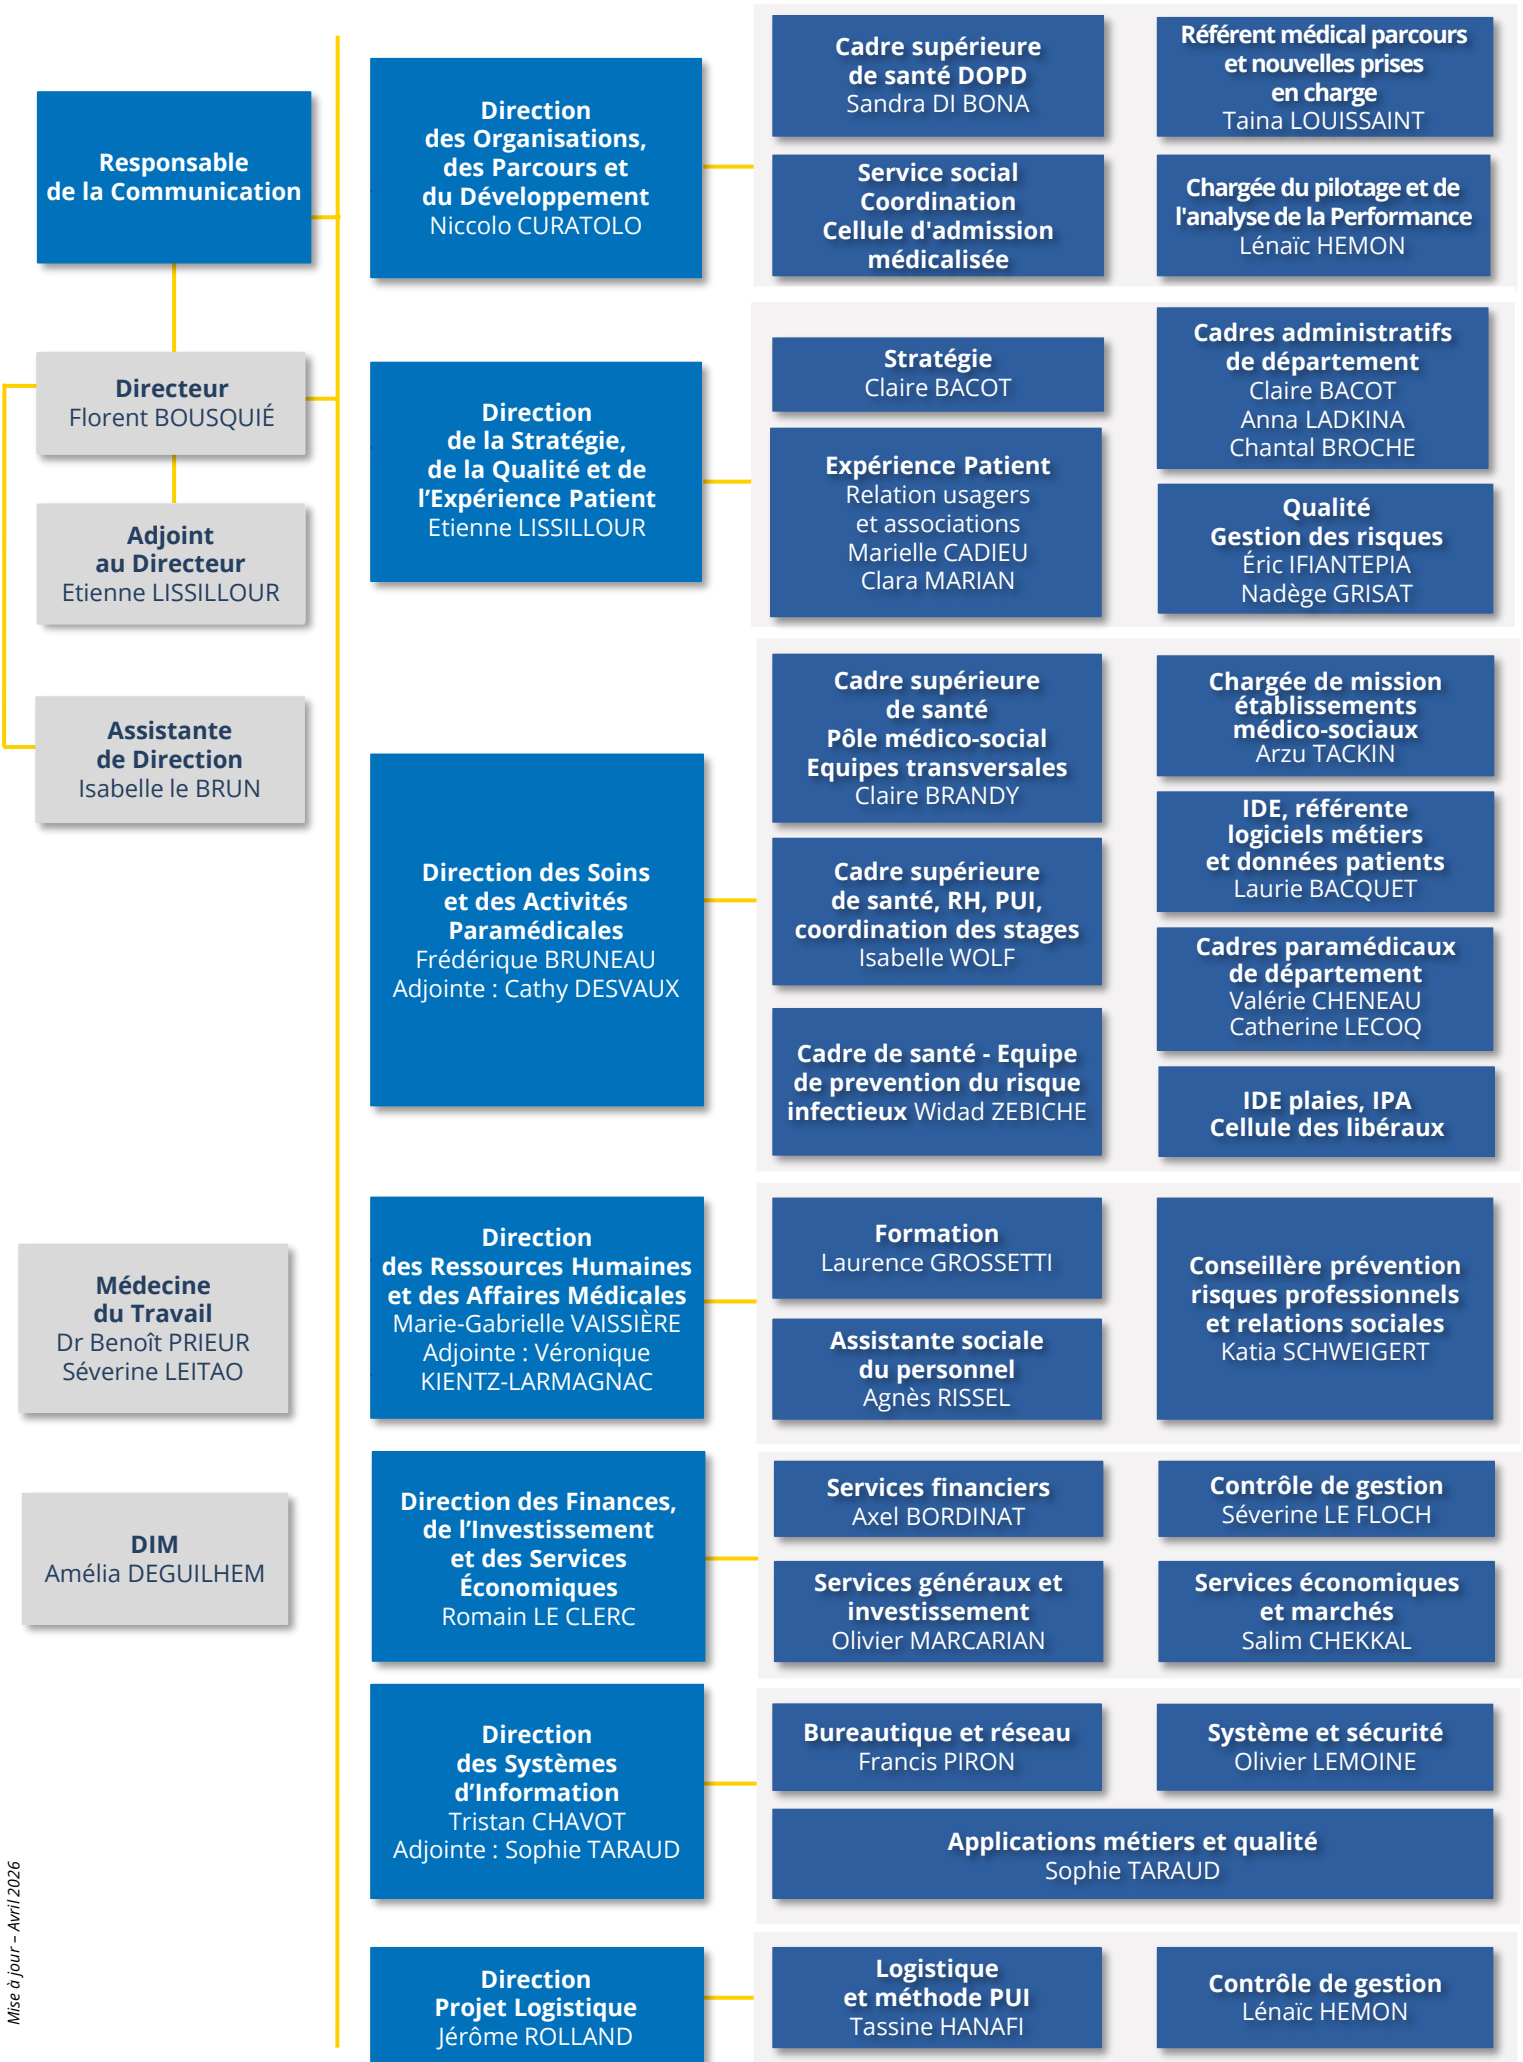 Responsable
de la Communication
Directeur
Florent BOUSQUIÉ
Adjoint
au Directeur
Etienne LISSILLOUR
Assistante
de Direction
Isabelle le BRUN
Médecine
du Travail
Dr Benoît PRIEUR
Séverine LEITAO
DIM
Amélia DEGUILHEM
Mise à jour – Avril 2026
Direction
des Organisations,
des Parcours et
du Développement
Niccolo CURATOLO
Cadre supérieure
de santé DOPD
Sandra DI BONA
Référent médical parcours
et nouvelles prises
en charge
Taina LOUISSAINT
Service social
Coordination
Cellule d'admission
médicalisée
Chargée du pilotage et de
l'analyse de la Performance
Lénaïc HEMON
Direction
de la Stratégie,
de la Qualité et de
l’Expérience Patient
Etienne LISSILLOUR
Stratégie
Claire BACOT
Cadres administratifs
de département
Claire BACOT
Anna LADKINA
Chantal BROCHE
Expérience Patient
Relation usagers
et associations
Marielle CADIEU
Clara MARIAN
Qualité
Gestion des risques
Éric IFIANTEPIA
Nadège GRISAT
Direction des Soins
et des Activités
Paramédicales
Frédérique BRUNEAU
Adjointe : Cathy DESVAUX
Cadre supérieure
de santé
Pôle médico-social
Equipes transversales
Claire BRANDY
Chargée de mission
établissements
médico-sociaux
Arzu TACKIN
IDE, référente
logiciels métiers
et données patients
Laurie BACQUET
Cadre supérieure
de santé, RH, PUI,
coordination des stages
Isabelle WOLF
Cadres paramédicaux
de département
Valérie CHENEAU
Catherine LECOQ
Cadre de santé - Equipe
de prevention du risque
infectieux Widad ZEBICHE
IDE plaies, IPA
Cellule des libéraux
Direction
des Ressources Humaines
et des Affaires Médicales
Marie-Gabrielle VAISSIÈRE
Adjointe : Véronique
KIENTZ-LARMAGNAC
Formation
Laurence GROSSETTI
Conseillère prévention
risques professionnels
et relations sociales
Katia SCHWEIGERT
Assistante sociale
du personnel
Agnès RISSEL
Direction des Finances,
de l’Investissement
et des Services
Économiques
Romain LE CLERC
Services financiers
Axel BORDINAT
Contrôle de gestion
Séverine LE FLOCH
Services généraux et
investissement
Olivier MARCARIAN
Services économiques
et marchés
Salim CHEKKAL
Direction
des Systèmes
d’Information
Tristan CHAVOT
Adjointe : Sophie TARAUD
Bureautique et réseau
Francis PIRON
Système et sécurité
Olivier LEMOINE
Applications métiers et qualité
Sophie TARAUD
Direction
Projet Logistique
Jérôme ROLLAND
Logistique
et méthode PUI
Tassine HANAFI
Contrôle de gestion
Lénaïc HEMON